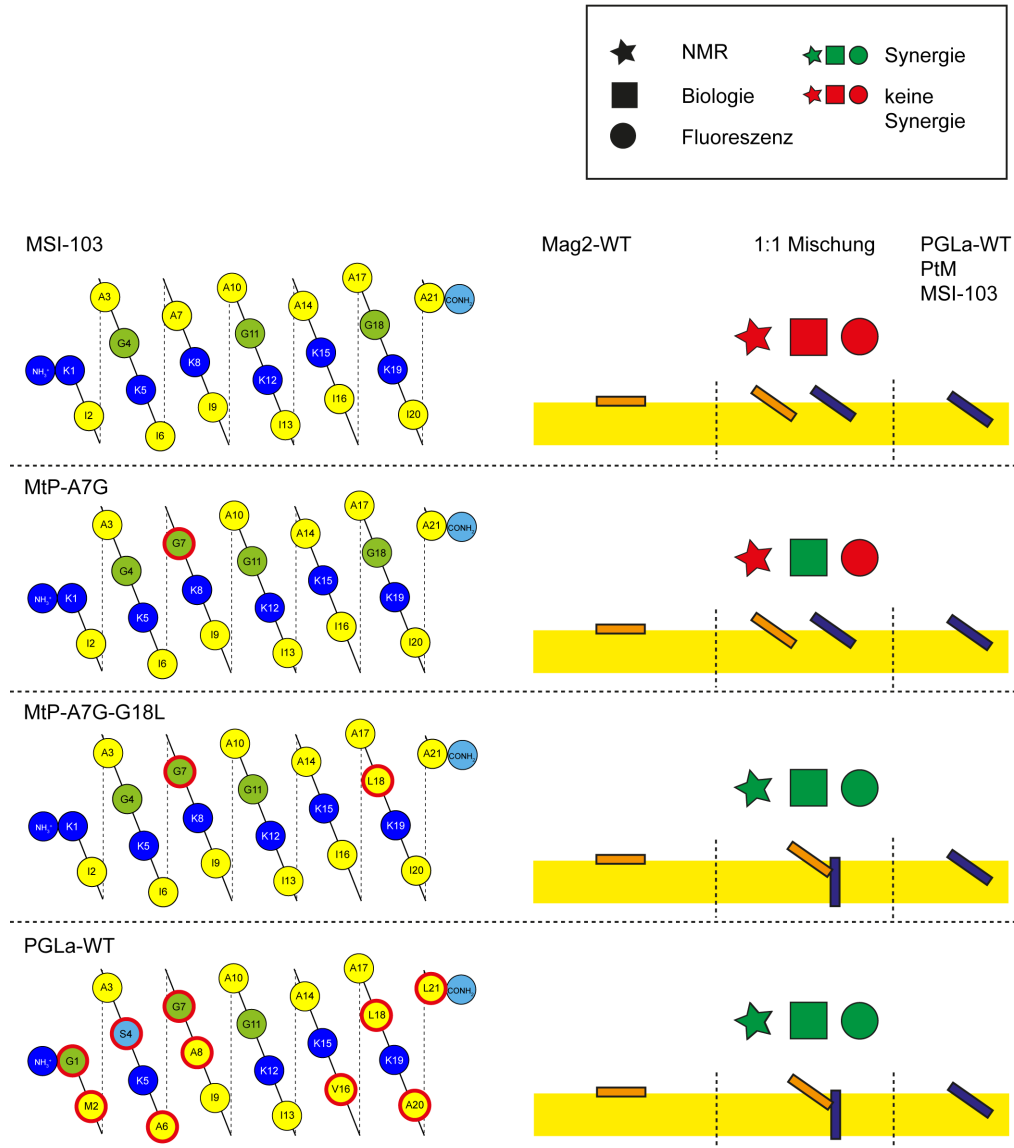 NMR
Synergie
Biologie
keine
Synergie
Fluoreszenz
MSI-103
Mag2-WT
1:1 Mischung
PGLa-WT
PtM
MSI-103
NH₃⁺ K1 I2 A3 G4 K5 I6 A7 K8 I9 A10 G11 K12 I13 A14 K15 I16 A17 G18 K19 I20 A21 CONH₂
MtP-A7G
NH₃⁺ K1 I2 A3 G4 K5 I6 G7 K8 I9 A10 G11 K12 I13 A14 K15 I16 A17 G18 K19 I20 A21 CONH₂
MtP-A7G-G18L
NH₃⁺ K1 I2 A3 G4 K5 I6 G7 K8 I9 A10 G11 K12 I13 A14 K15 I16 A17 L18 K19 I20 A21 CONH₂
PGLa-WT
NH₃⁺ G1 M2 A3 S4 K5 A6 G7 A8 I9 A10 G11 K12 I13 A14 K15 V16 A17 L18 K19 A20 L21 CONH₂